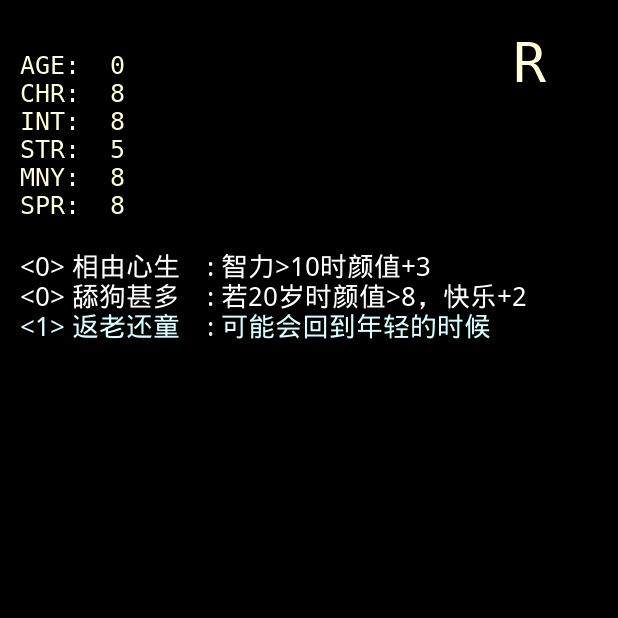 R
AGE: 0
CHR: 8
INT: 8
STR: 5
MNY: 8
SPR: 8
<0> 相由心生 : 智力>10时颜值+3
<0> 舔狗甚多 : 若20岁时颜值>8，快乐+2
<1> 返老还童 : 可能会回到年轻的时候